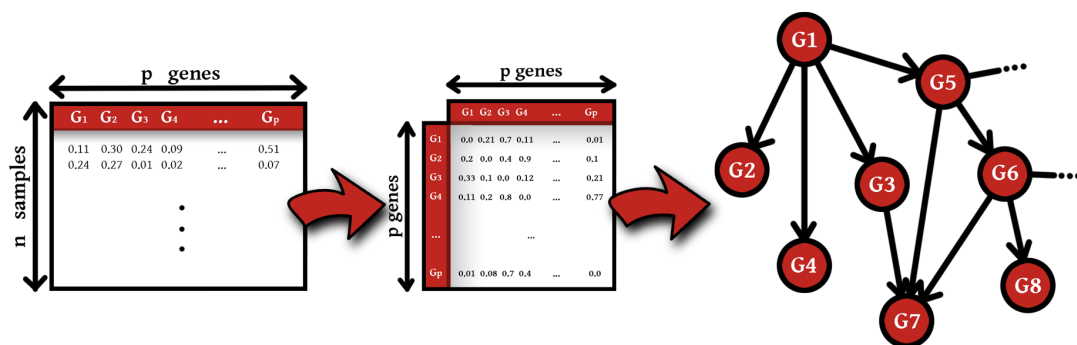 p genes
n samples
G1 G2 G3 G4 ... Gp
0.11 0.30 0.24 0.09 ... 0.51
0.24 0.27 0.01 0.02 ... 0.07
p genes
p genes
G1 G2 G3 G4 ... Gp
G1 0.0 0.21 0.7 0.11 ... 0.01
G2 0.2 0.0 0.4 0.9 ... 0.1
G3 0.33 0.1 0.0 0.12 ... 0.21
G4 0.11 0.2 0.8 0.0 ... 0.77
... ...
Gp 0.01 0.08 0.7 0.4 ... 0.0
G1
G5 ...
G2
G3
G6 ...
G4
G8
G7